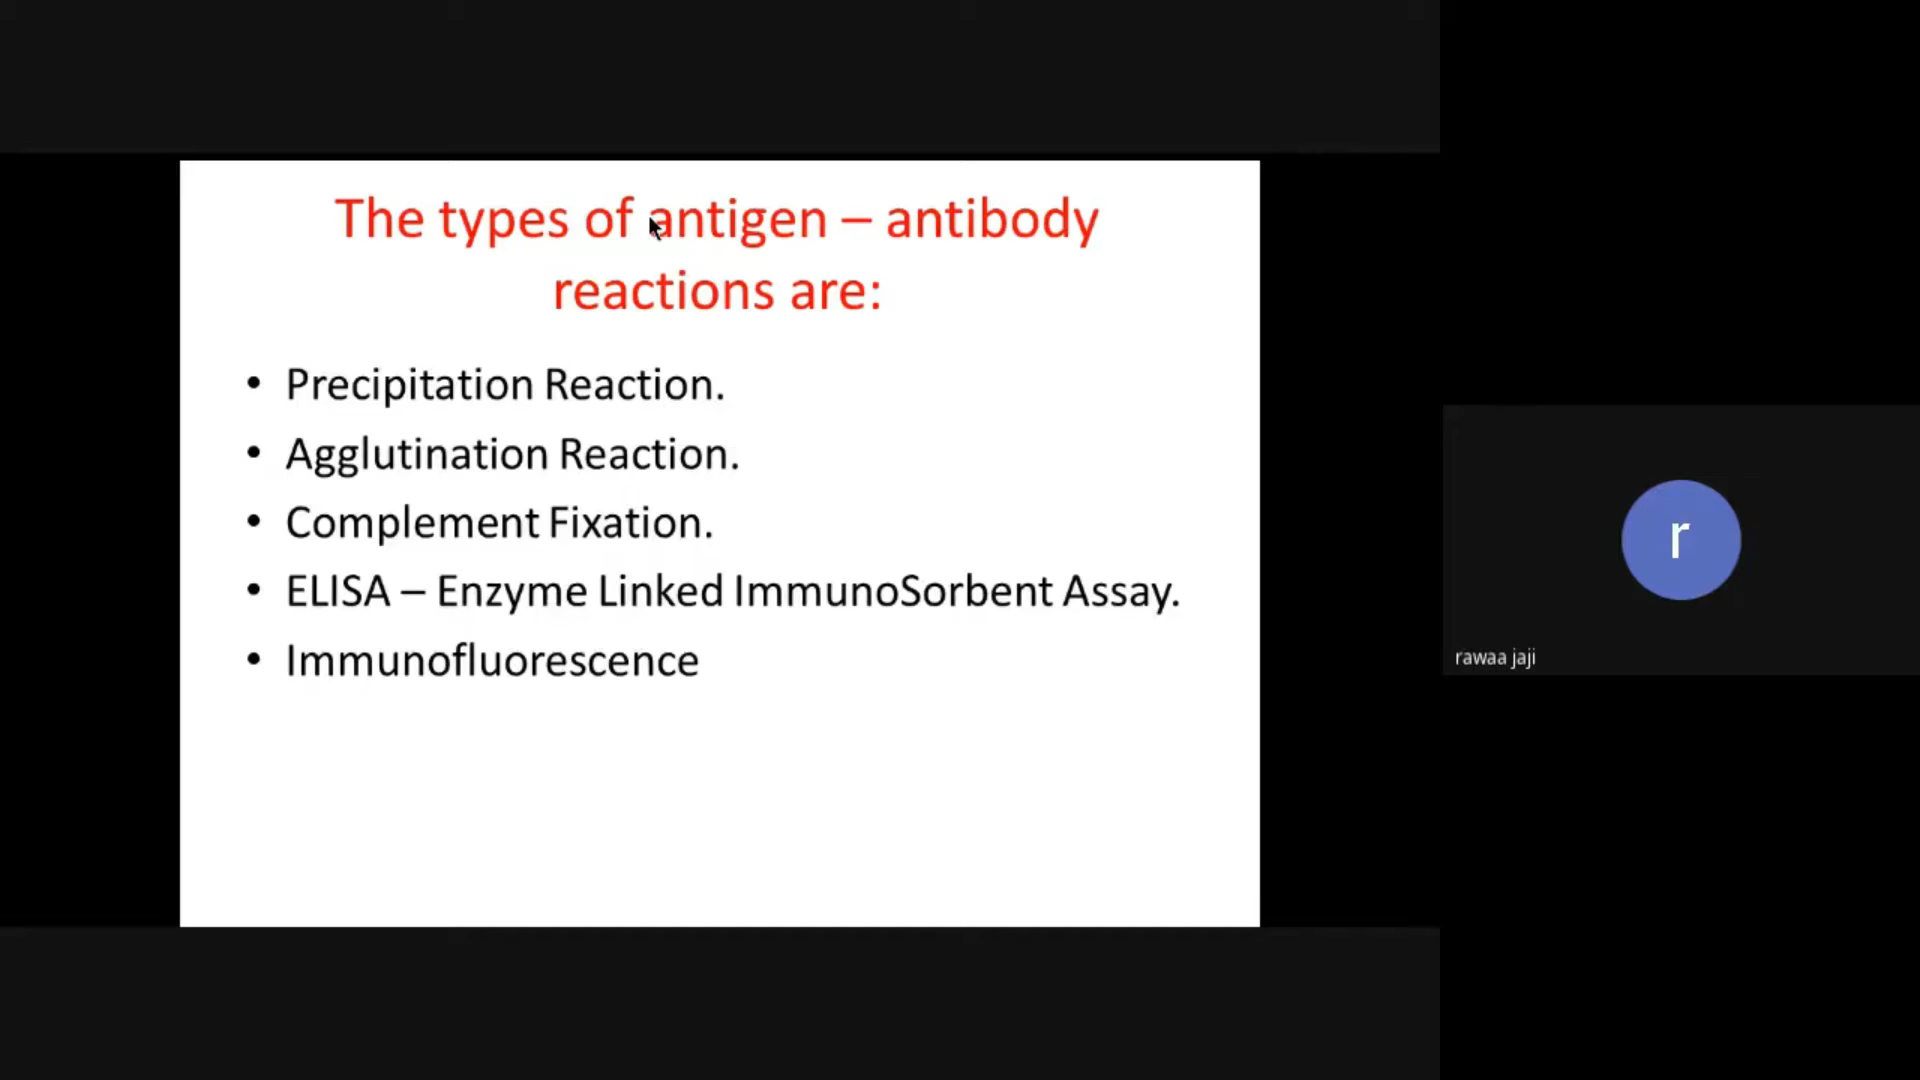 The types of antigen – antibody
reactions are:
• Precipitation Reaction.
• Agglutination Reaction.
• Complement Fixation.
• ELISA – Enzyme Linked ImmunoSorbent Assay.
• Immunofluorescence
r
rawaa jaji